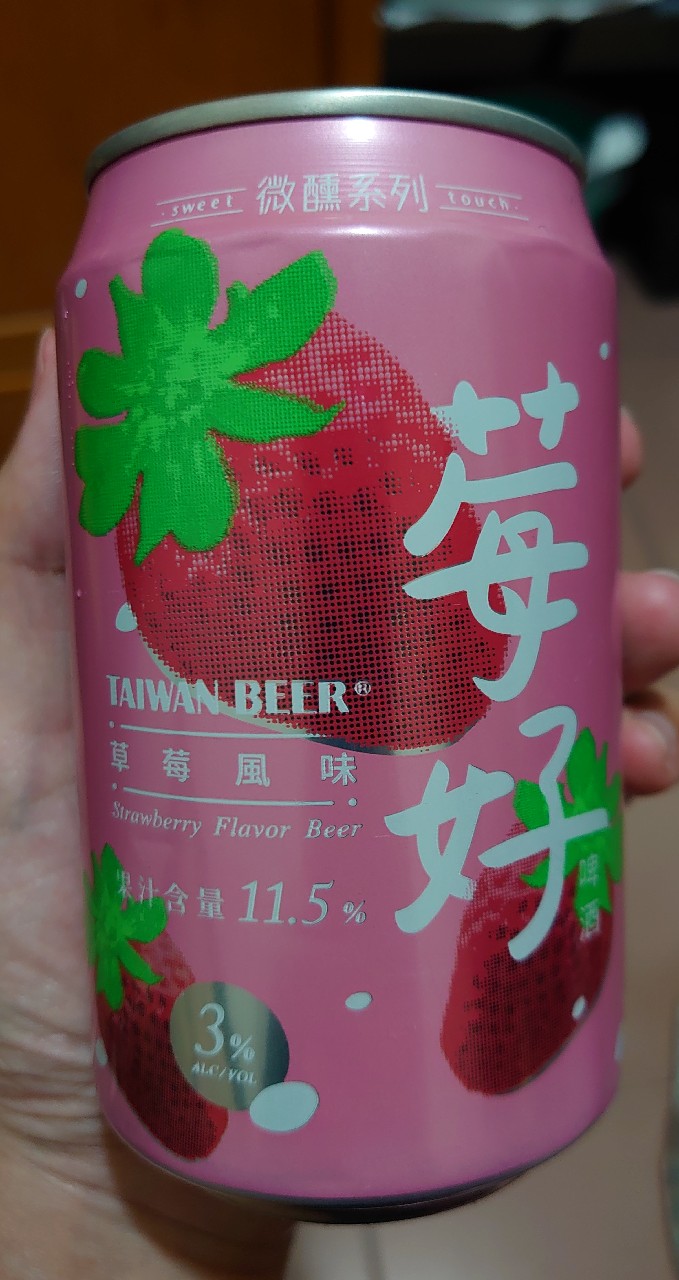 sweet 微醺系列 touch
莓好
啤酒
TAIWAN BEER®
草莓風味
Strawberry Flavor Beer
果汁含量 11.5%
3%
ALC/VOL